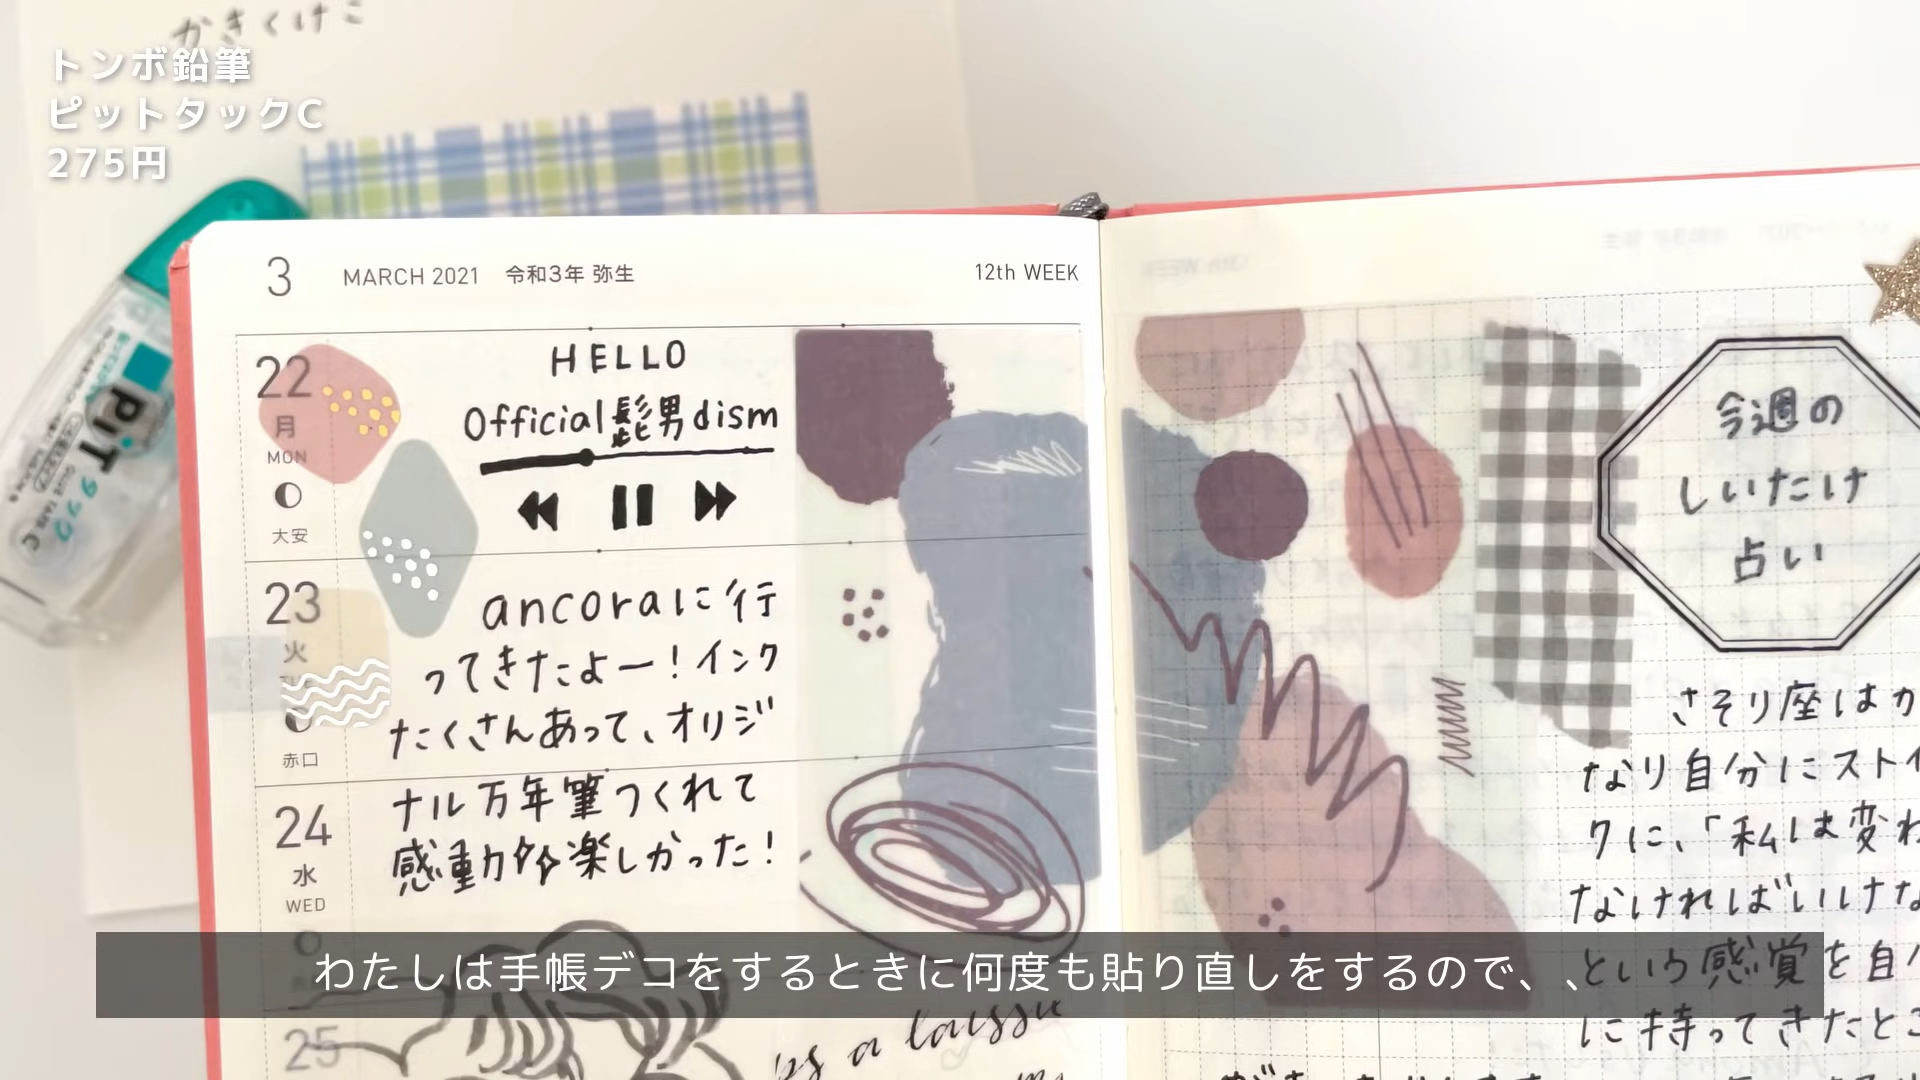 かきくけこ
トンボ鉛筆
ピットタックC
275円
PiT
タック
3 MARCH 2021 令和3年 弥生 12th WEEK
22
月
MON
大安
HELLO
Official髭男dism
23
火
赤口
ancoraに行
ってきたよー!インク
たくさんあって、オリジ
24
水
WED
ナル万年筆つくれて
感動 楽しかった!
25
今週の
しいたけ
占い
さそり座はか
なり自分にスト
クに、「私は変わ
なければいけな
という感覚を自
に持ってきたとこ
わたしは手帳デコをするときに何度も貼り直しをするので、、